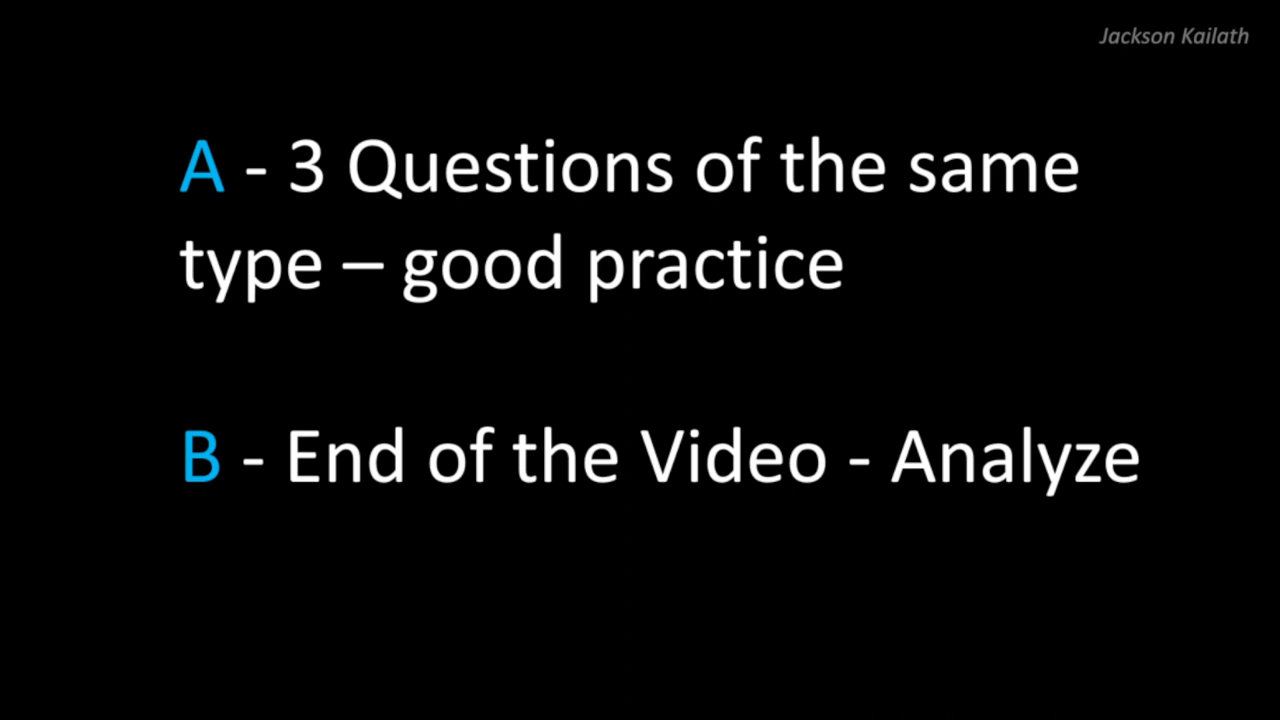 Jackson Kailath
A - 3 Questions of the same
type – good practice
B - End of the Video - Analyze